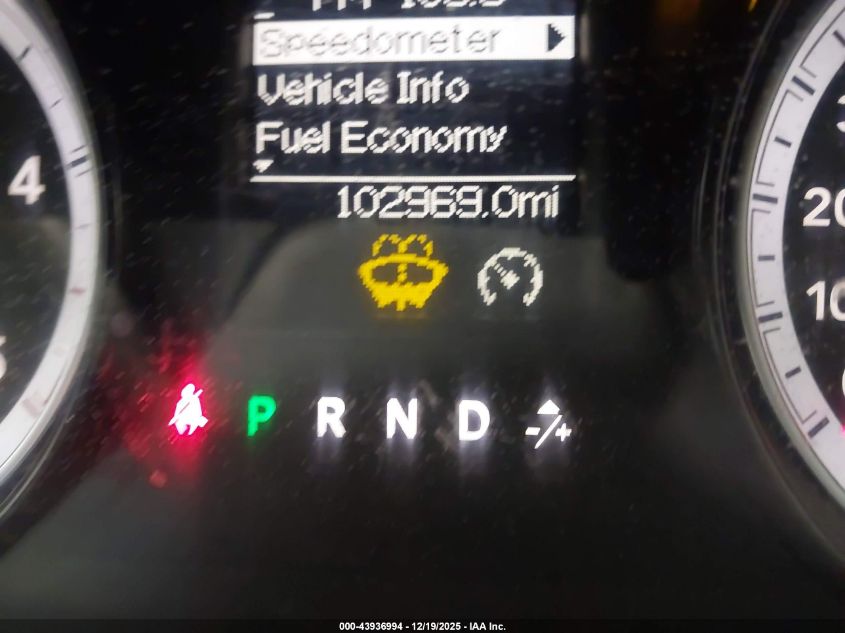 Speedometer
Vehicle Info
Fuel Economy
102969.0mi
4
20
10
P R N D -/+
000-43936994 - 12/19/2025 - IAA Inc.